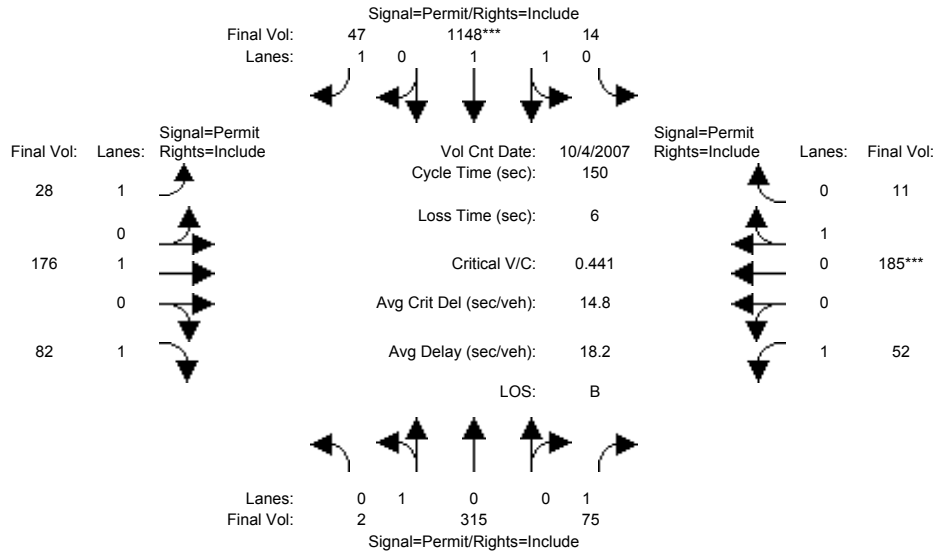 Signal=Permit/Rights=Include
Final Vol: 47 1148*** 14
Lanes: 1 0 1 1 0
Signal=Permit Signal=Permit
Final Vol: Lanes: Rights=Include Vol Cnt Date: 10/4/2007 Rights=Include Lanes: Final Vol:
Cycle Time (sec): 150
28 1 0 11
Loss Time (sec): 6
0 1
176 1 Critical V/C: 0.441 0 185***
0 Avg Crit Del (sec/veh): 14.8 0
82 1 Avg Delay (sec/veh): 18.2 1 52
LOS: B
Lanes: 0 1 0 0 1
Final Vol: 2 315 75
Signal=Permit/Rights=Include